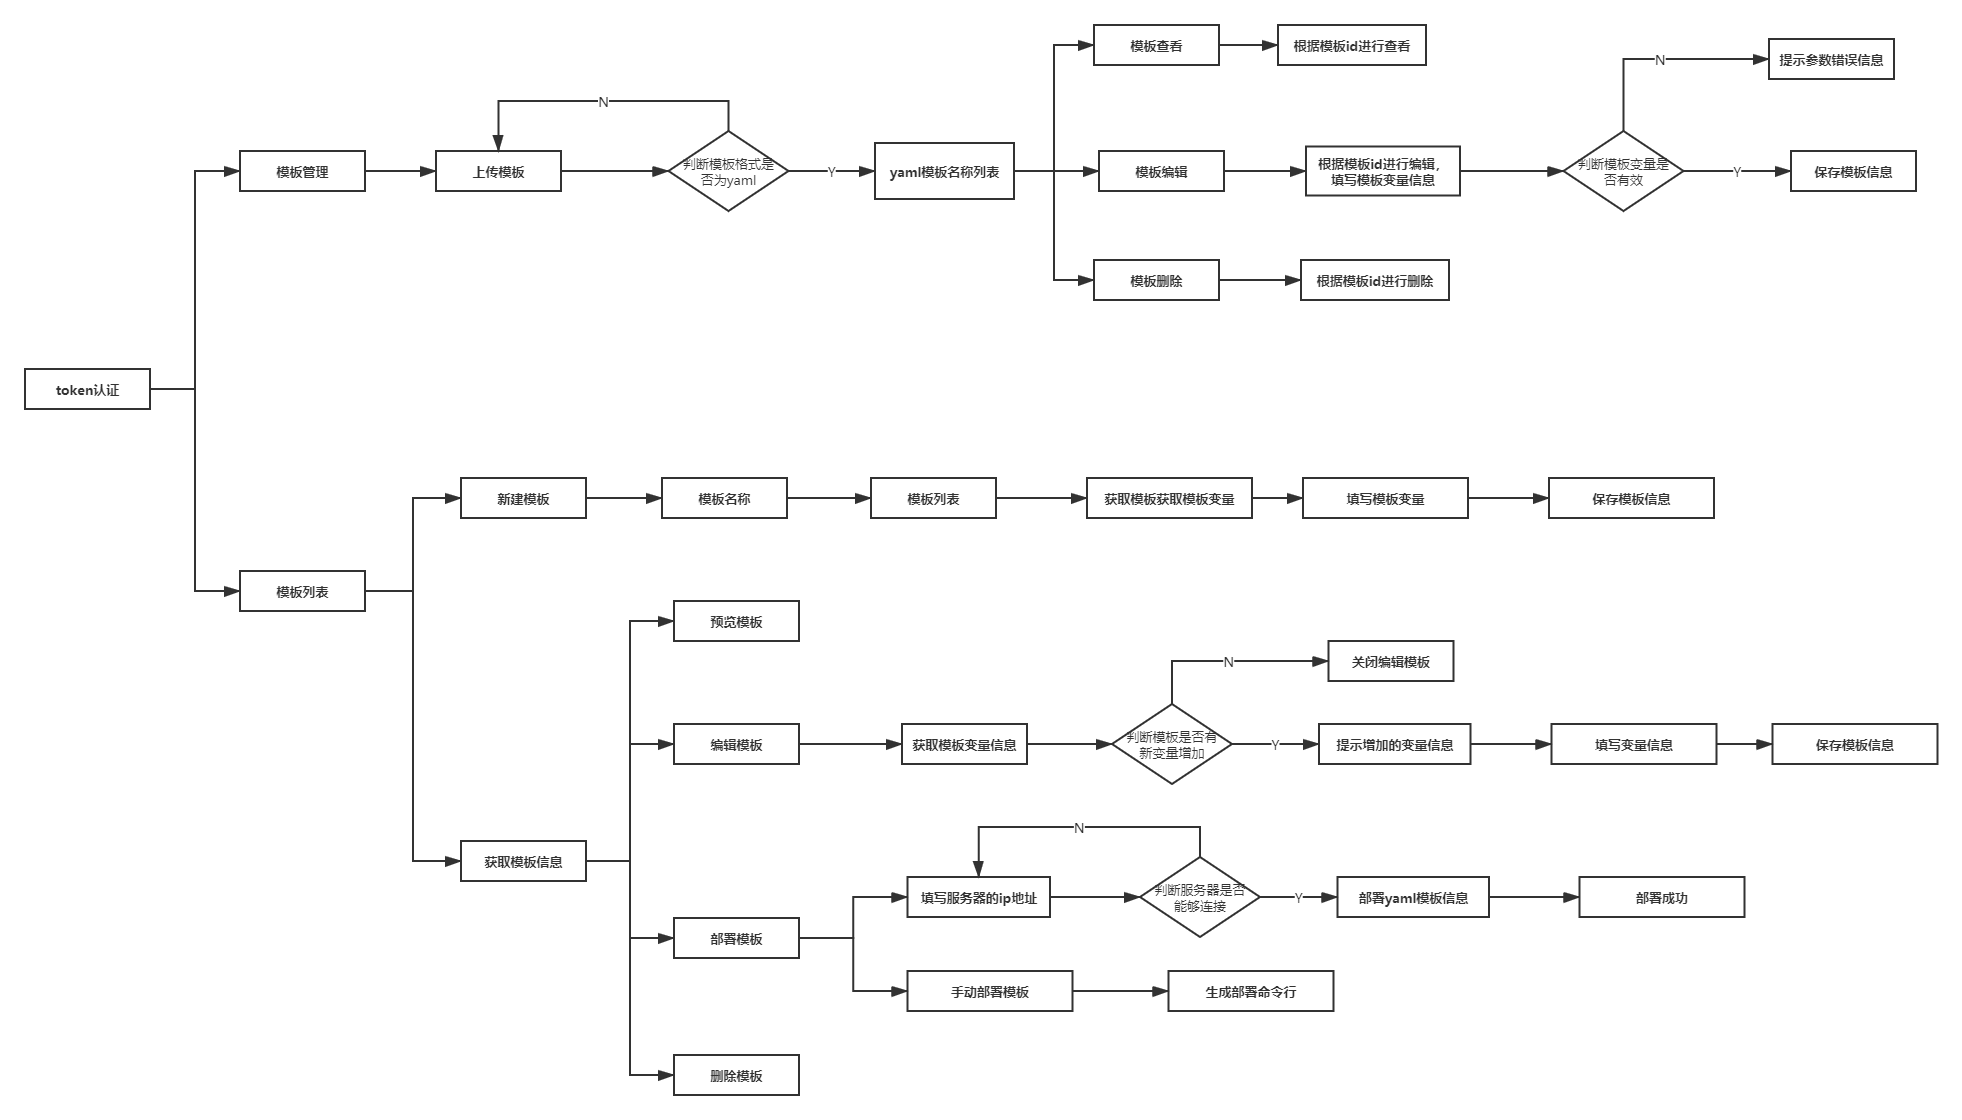 模板查看
根据模板id进行查看
N
提示参数错误信息
N
模板管理
上传模板
判断模板格式是
否为yaml
Y
yaml模板名称列表
模板编辑
根据模板id进行编辑，
填写模板变量信息
判断模板变量是
否有效
Y
保存模板信息
模板删除
根据模板id进行删除
token认证
新建模板
模板名称
模板列表
获取模板获取模板变量
填写模板变量
保存模板信息
模板列表
预览模板
N
关闭编辑模板
编辑模板
获取模板变量信息
判断模板是否有
新变量增加
Y
提示增加的变量信息
填写变量信息
保存模板信息
N
获取模板信息
填写服务器的ip地址
判断服务器是否
能够连接
Y
部署yaml模板信息
部署成功
部署模板
手动部署模板
生成部署命令行
删除模板